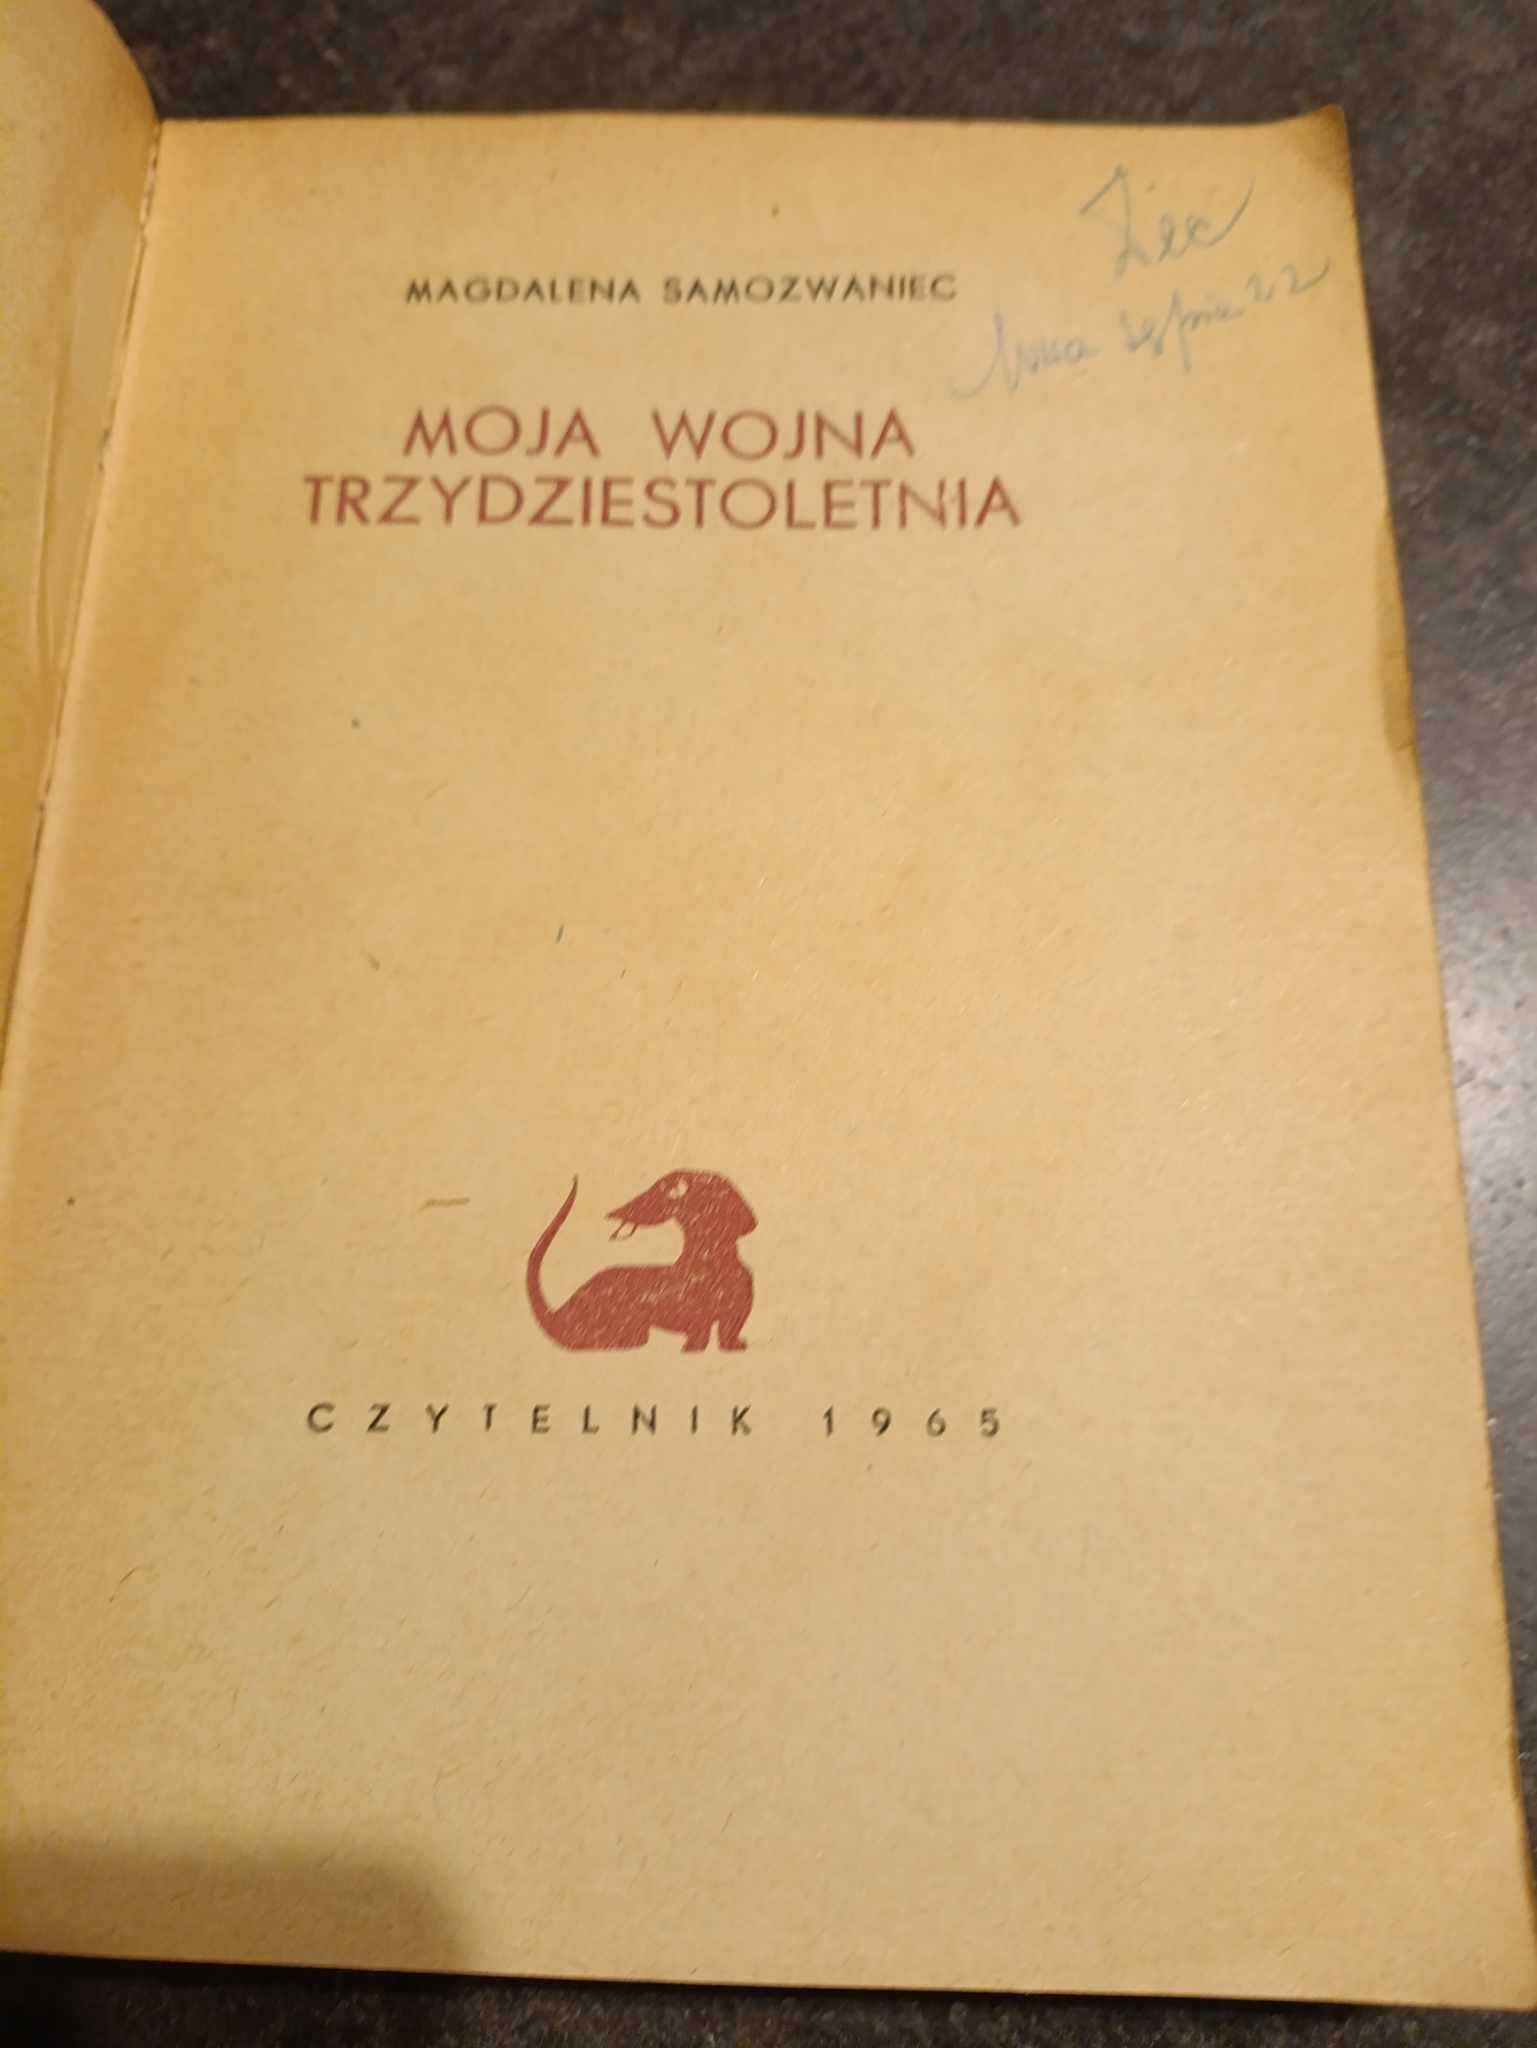 MAGDALENA SAMOZWANIEC
MOJA WOJNA
TRZYDZIESTOLETNIA
CZYTELNIK 1965